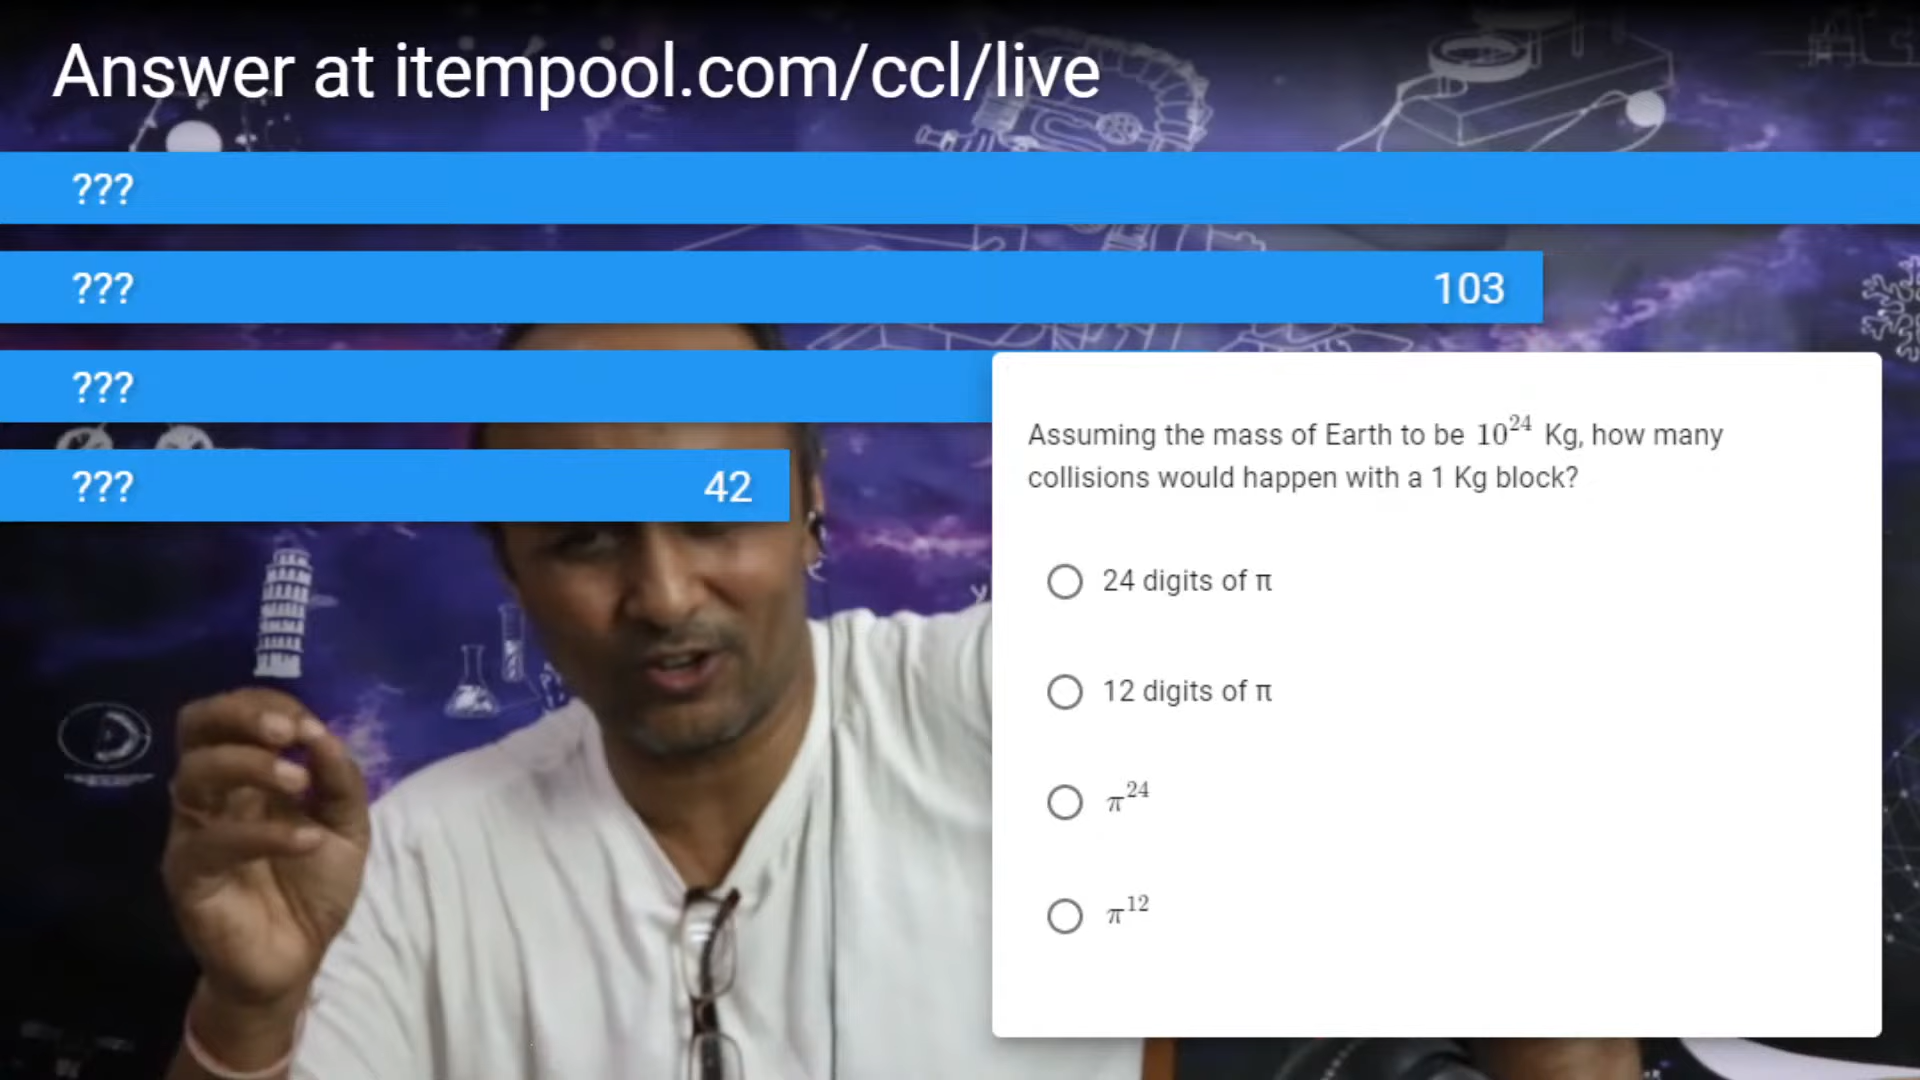 Answer at itempool.com/ccl/live
???
??? 103
???
??? 42
Assuming the mass of Earth to be 10^24 Kg, how many
collisions would happen with a 1 Kg block?
24 digits of π
12 digits of π
π^24
π^12